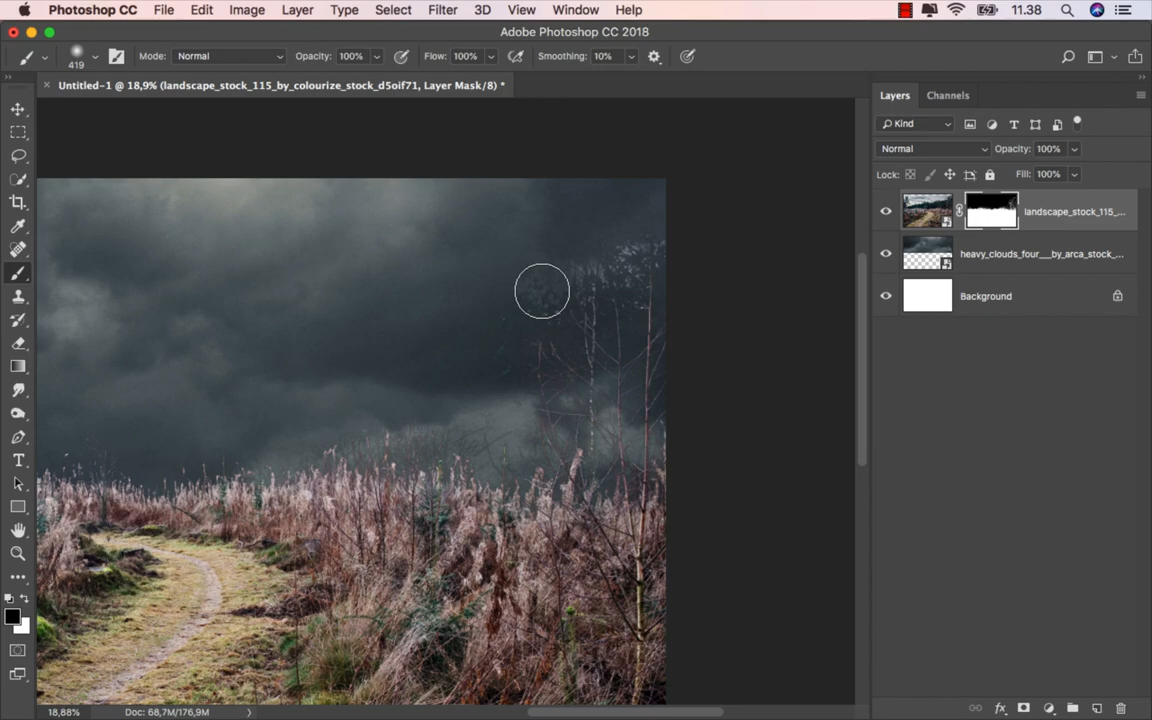 Photoshop CC File Edit Image Layer Type Select Filter 3D View Window Help 11.38
Adobe Photoshop CC 2018
419 Mode: Normal Opacity: 100% Flow: 100% Smoothing: 10%
Untitled-1 @ 18,9% (landscape_stock_115_by_colourize_stock_d5oif71, Layer Mask/8) *
Layers Channels
Kind
Normal Opacity: 100%
Lock: Fill: 100%
landscape_stock_115_...
heavy_clouds_four___by_arca_stock_...
Background
18,88% Doc: 68,7M/176,9M